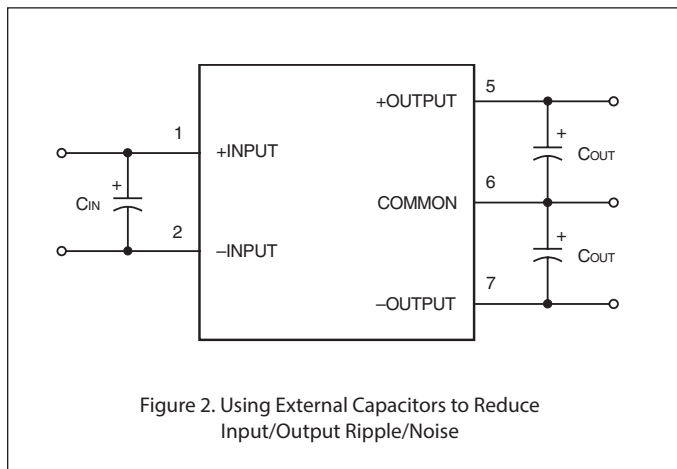 5
+OUTPUT
+
1
+INPUT
COUT
6
+
CIN
COMMON
+
2
–INPUT
COUT
7
–OUTPUT
Figure 2. Using External Capacitors to Reduce
Input/Output Ripple/Noise